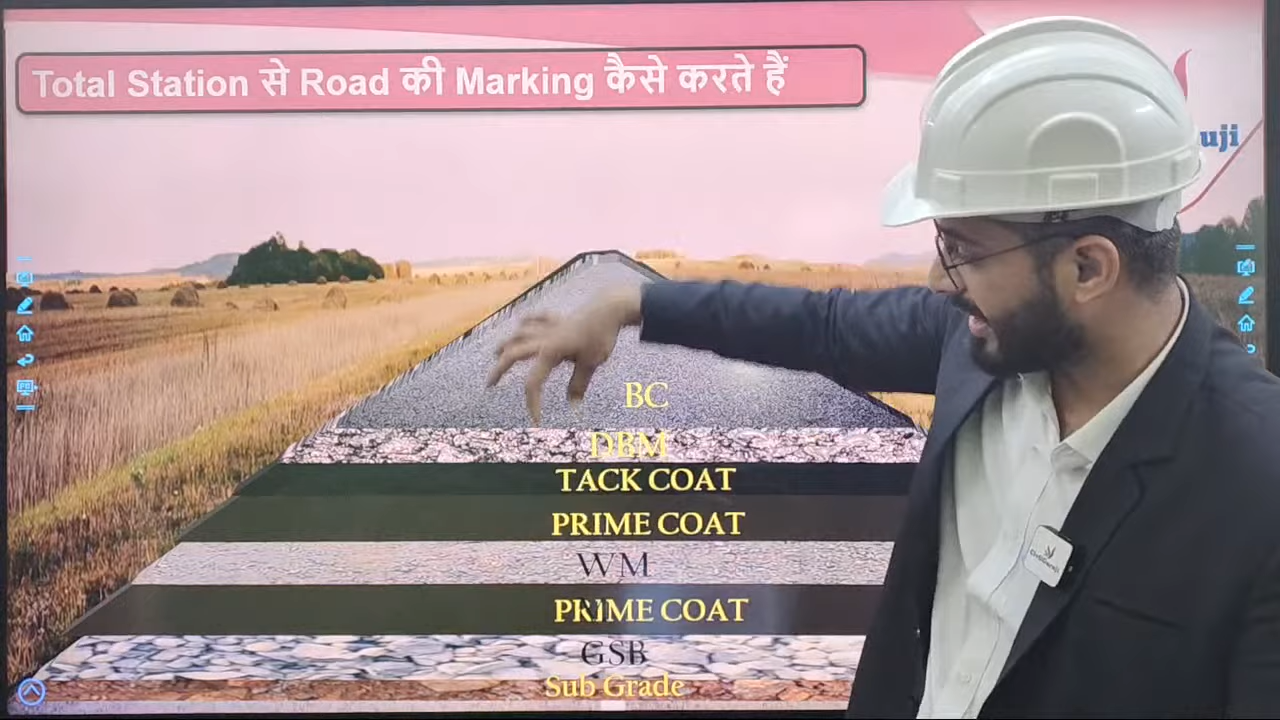 Total Station से Road की Marking कैसे करते हैं
uji
BC
DBM
TACK COAT
PRIME COAT
WM
PRIME COAT
GSB
Sub Grade